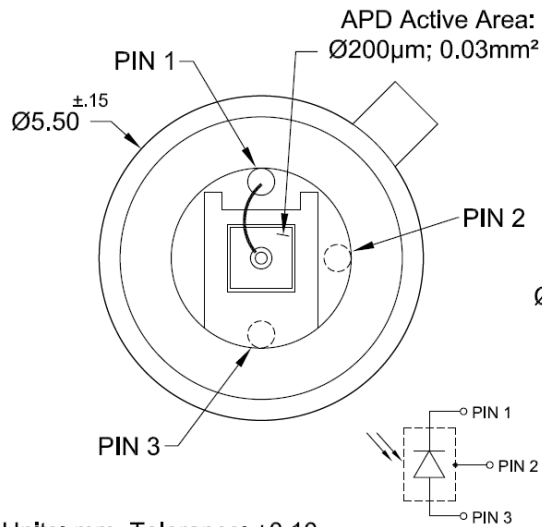 APD Active Area:
Ø200µm; 0.03mm²
PIN 1
±.15
Ø5.50
PIN 2
Ø
PIN 3
PIN 1
PIN 2
PIN 3